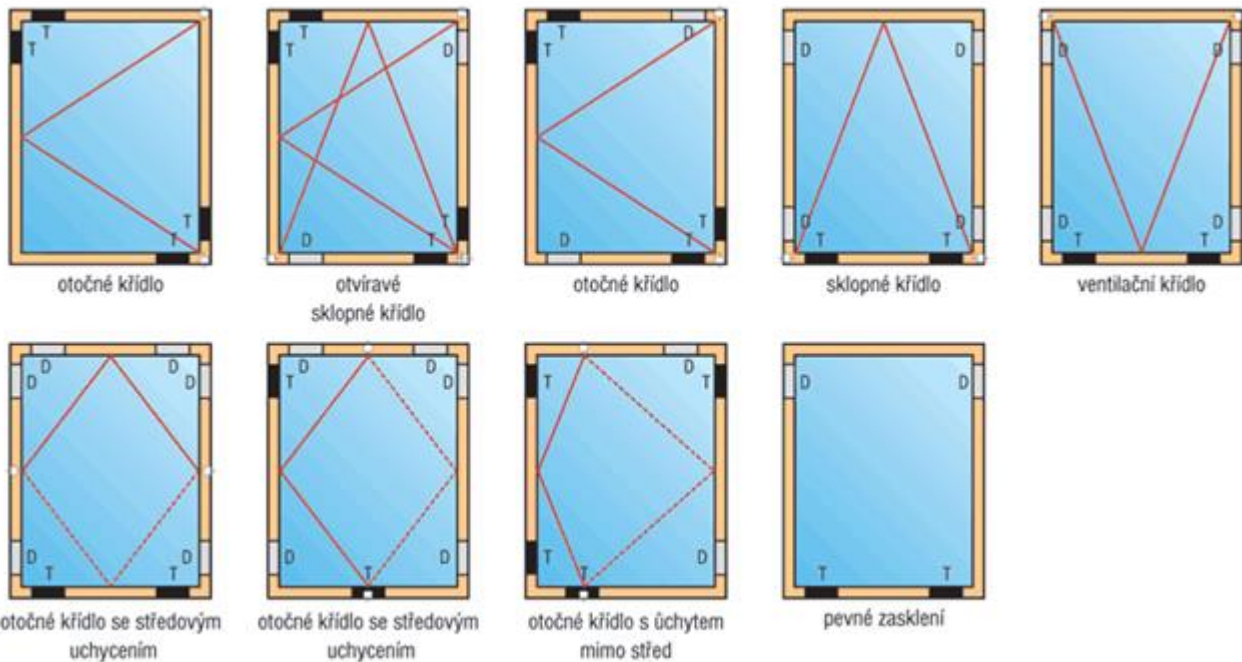 T
T
T
T
otočné křídlo
T
D
T
D T
otvíravé
sklopné křídlo
T D
T
T
D T
otočné křídlo
D D
D D
T T
sklopné křídlo
D D
D D
T T
ventilační křídlo
D D
D D
D D
T T
otočné křídlo se středovým
uchycením
D D
T D
D D
T
otočné křídlo se středovým
uchycením
D
T T
T D
T
otočné křídlo s úchytem
mimo střed
D D
T T
pevné zasklení